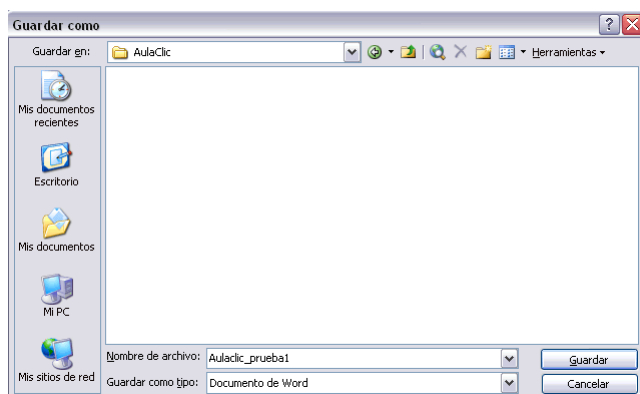 Guardar como
Guardar en:
AulaClic
Herramientas
Mis documentos
recientes
Escritorio
Mis documentos
Mi PC
Mis sitios de red
Nombre de archivo:
Aulaclic_prueba1
Guardar
Guardar como tipo:
Documento de Word
Cancelar